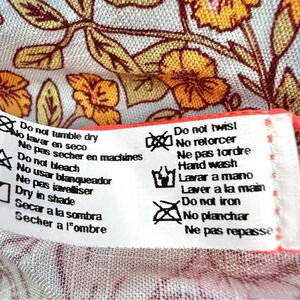 Do not tumble dry
No lavar en seco
Ne pas secher en machines
Do not bleach
No usar blanqueador
Ne pas javelliser
Dry in shade
Secar a la sombra
Secher a l"ombre
Do not twist
No retorcer
Ne pas tordre
Hand wash
Lavar a mano
Laver a la main
Do not iron
No planchar
Ne pas repasse